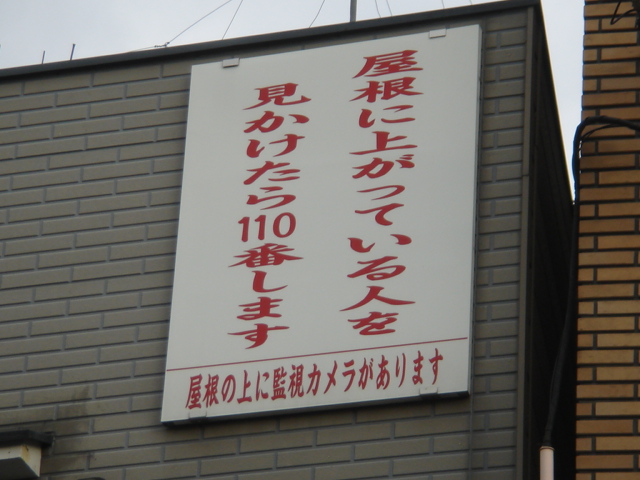 屋根に上がっている人を
見かけたら110番します
屋根の上に監視カメラがあります